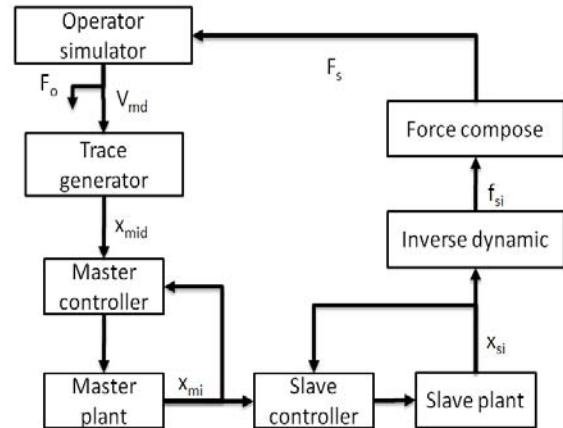 Operator
simulator
F_o
V_md
F_s
Trace
generator
Force compose
x_mid
f_si
Inverse dynamic
Master
controller
x_mi
x_si
Master
plant
Slave
controller
Slave plant